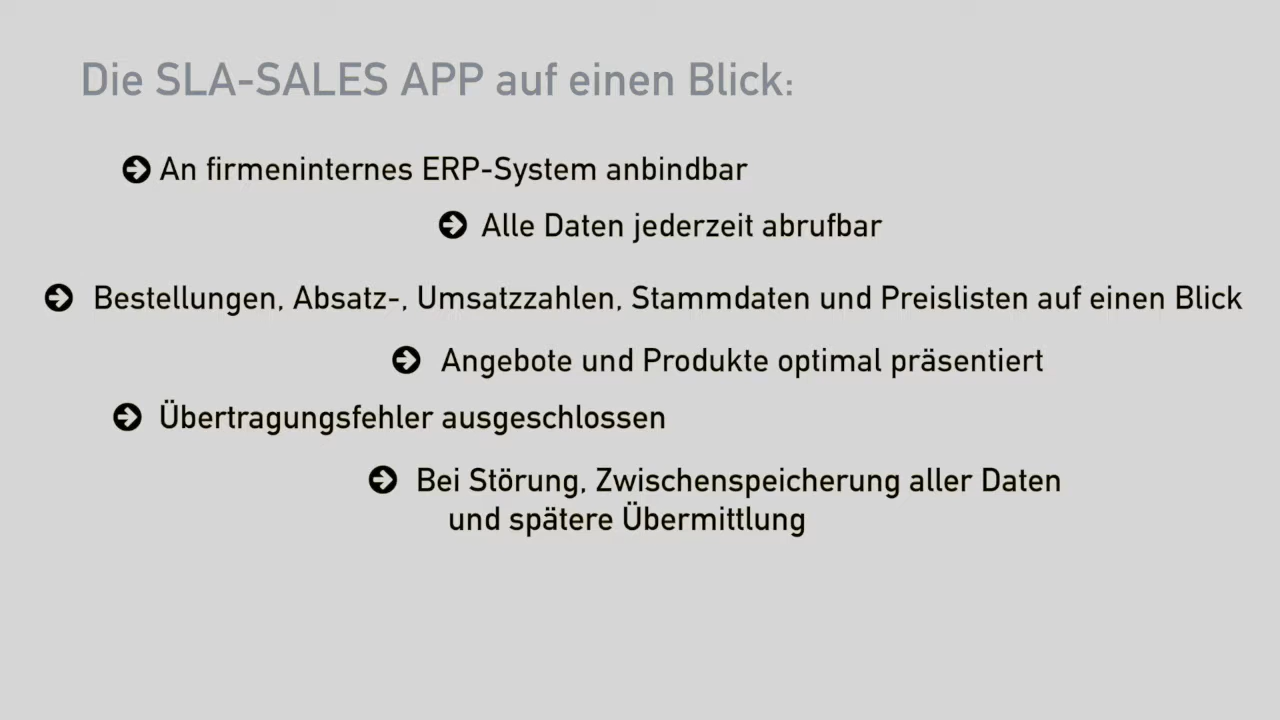 Die SLA-SALES APP auf einen Blick:
An firmeninternes ERP-System anbindbar
Alle Daten jederzeit abrufbar
Bestellungen, Absatz-, Umsatzzahlen, Stammdaten und Preislisten auf einen Blick
Angebote und Produkte optimal präsentiert
Übertragungsfehler ausgeschlossen
Bei Störung, Zwischenspeicherung aller Daten
und spätere Übermittlung